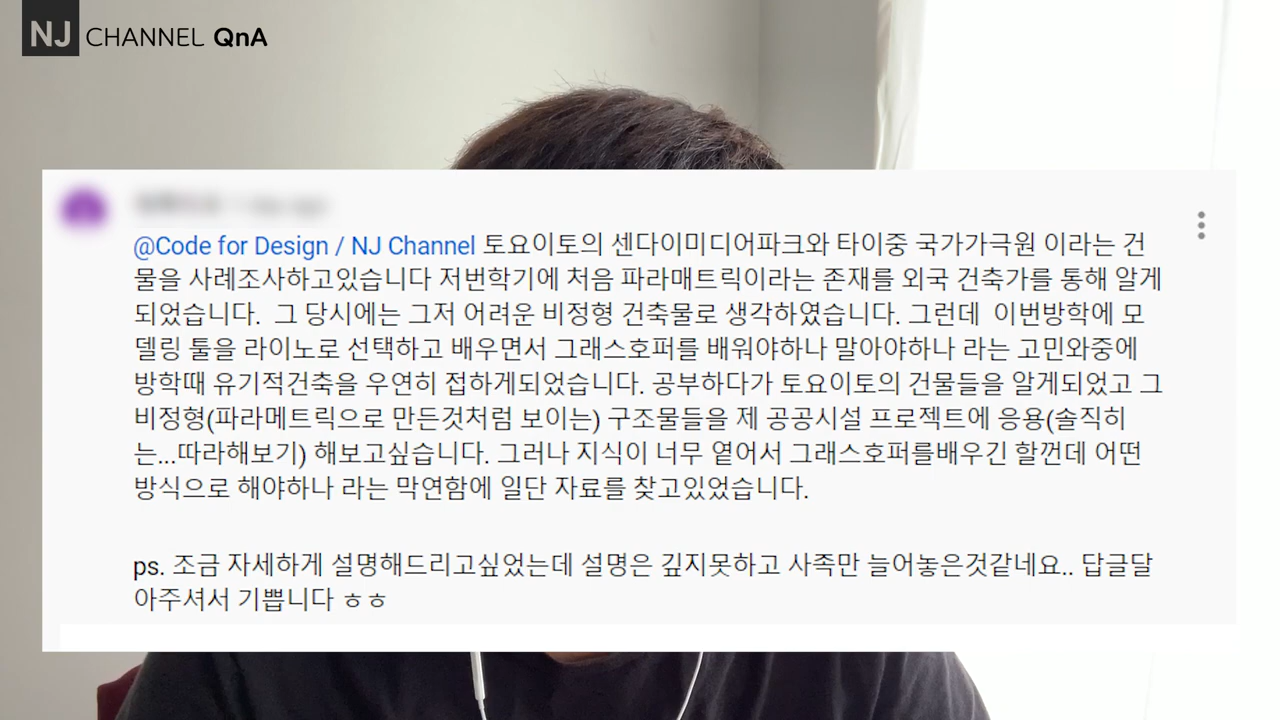 NJ CHANNEL QnA
@Code for Design / NJ Channel 토요이토의 센다이미디어파크와 타이중 국가가극원 이라는 건
물을 사례조사하고있습니다 저번학기에 처음 파라매트릭이라는 존재를 외국 건축가를 통해 알게
되었습니다. 그 당시에는 그저 어려운 비정형 건축물로 생각하였습니다. 그런데 이번방학에 모
델링 툴을 라이노로 선택하고 배우면서 그래스호퍼를 배워야하나 말아야하나 라는 고민와중에
방학때 유기적건축을 우연히 접하게되었습니다. 공부하다가 토요이토의 건물들을 알게되었고 그
비정형(파라메트릭으로 만든것처럼 보이는) 구조물들을 제 공공시설 프로젝트에 응용(솔직히
는...따라해보기) 해보고싶습니다. 그러나 지식이 너무 옅어서 그래스호퍼를배우긴 할껀데 어떤
방식으로 해야하나 라는 막연함에 일단 자료를 찾고있었습니다.
ps. 조금 자세하게 설명해드리고싶었는데 설명은 깊지못하고 사족만 늘어놓은것같네요.. 답글달
아주셔서 기쁩니다 ㅎㅎ